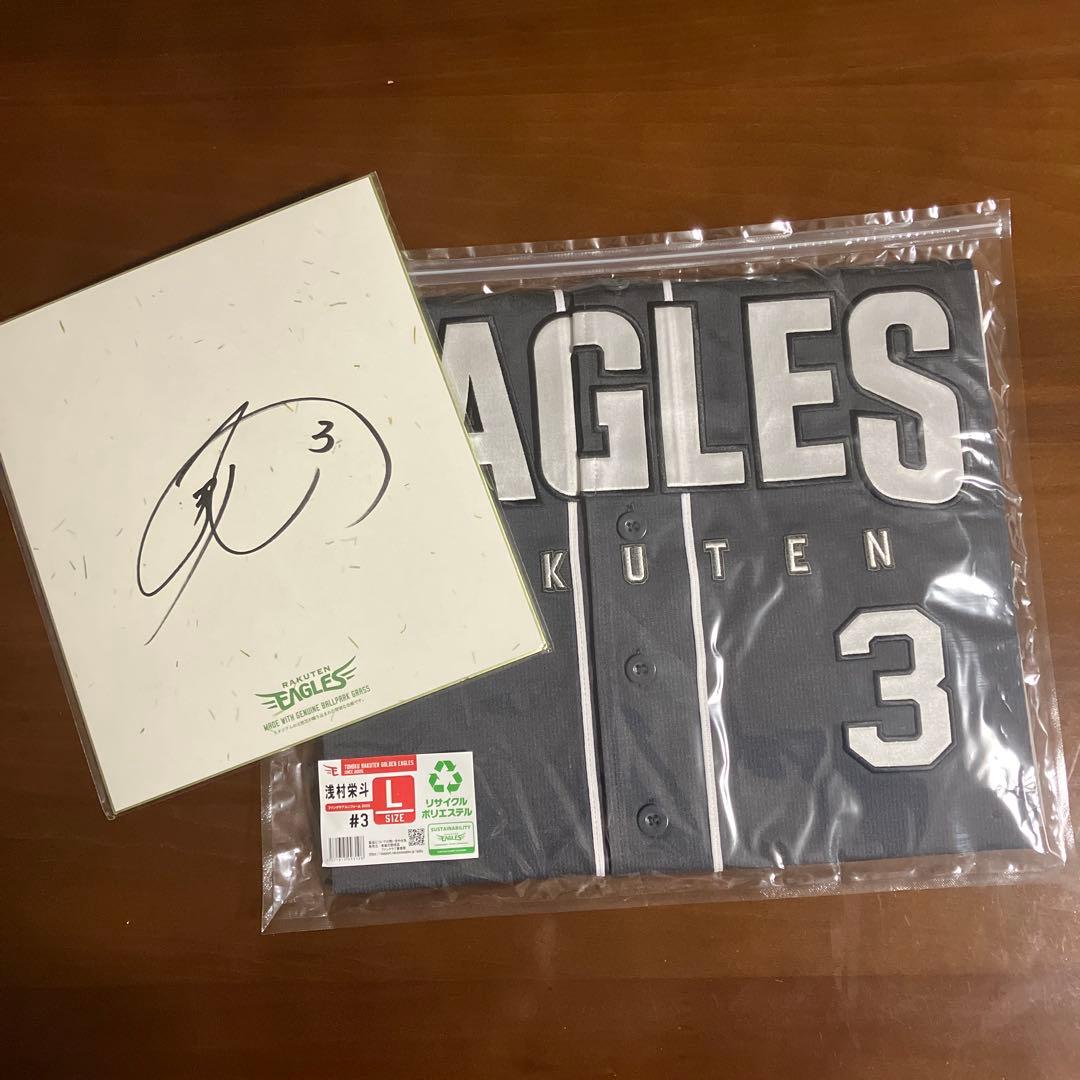 3
RAKUTEN
EAGLES
MADE WITH GENUINE BALLPARK GRASS
AGLES
KUTEN
3
TOHOKU RAKUTEN GOLDEN EAGLES
浅村栄斗
#3
L
SIZE
リサイクル
ポリエステル
SUSTAINABILITY
EAGLES